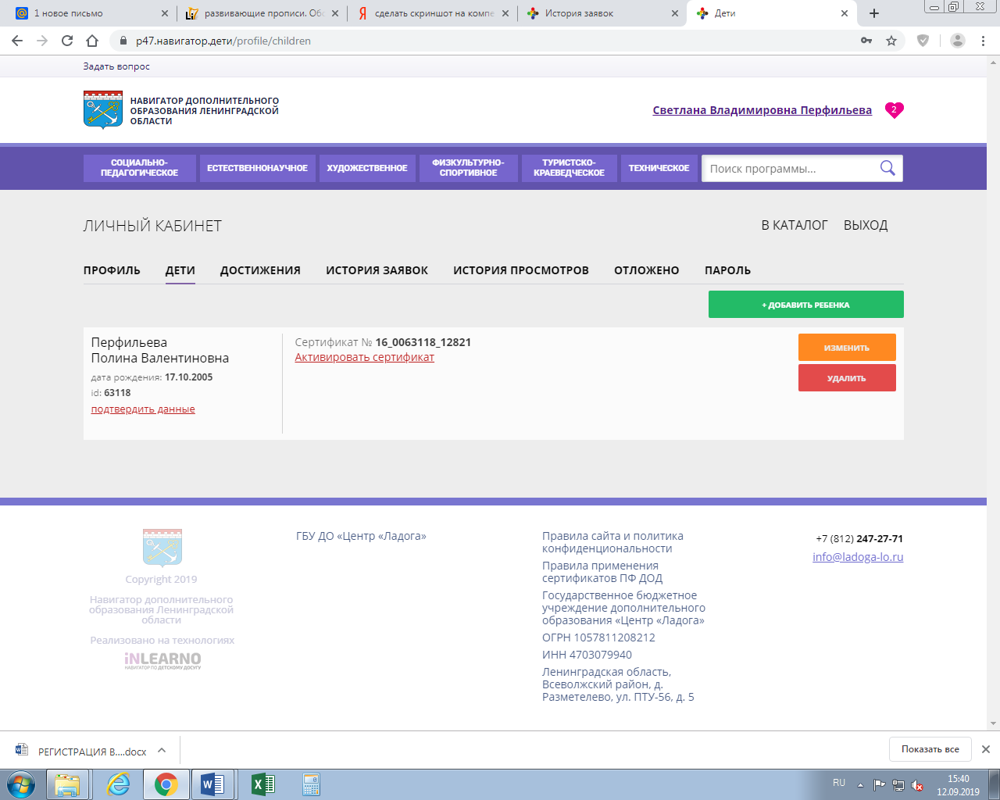 1 новое письмо
развивающие прописи. Обс
сделать скриншот на компе
История заявок
Дети
р47.навигатор.дети/profile/children
Задать вопрос
НАВИГАТОР ДОПОЛНИТЕЛЬНОГО
ОБРАЗОВАНИЯ ЛЕНИНГРАДСКОЙ
ОБЛАСТИ
Светлана Владимировна Перфильева
2
СОЦИАЛЬНО-
ПЕДАГОГИЧЕСКОЕ
ЕСТЕСТВЕННОНАУЧНОЕ
ХУДОЖЕСТВЕННОЕ
ФИЗКУЛЬТУРНО-
СПОРТИВНОЕ
ТУРИСТСКО-
КРАЕВЕДЧЕСКОЕ
ТЕХНИЧЕСКОЕ
Поиск программы...
ЛИЧНЫЙ КАБИНЕТ
В КАТАЛОГ ВЫХОД
ПРОФИЛЬ ДЕТИ ДОСТИЖЕНИЯ ИСТОРИЯ ЗАЯВОК ИСТОРИЯ ПРОСМОТРОВ ОТЛОЖЕНО ПАРОЛЬ
+ ДОБАВИТЬ РЕБЕНКА
Перфильева
Полина Валентиновна
дата рождения: 17.10.2005
id: 63118
подтвердить данные
Сертификат № 16_0063118_12821
Активировать сертификат
ИЗМЕНИТЬ
УДАЛИТЬ
Copyright 2019
Навигатор дополнительного
образования Ленинградской
области
Реализовано на технологиях
iNLEARNO
НАВИГАТОР ПО ДЕТСКОМУ ДОСУГУ
ГБУ ДО «Центр «Ладога»
Правила сайта и политика
конфиденциальности
Правила применения
сертификатов ПФ ДОД
Государственное бюджетное
учреждение дополнительного
образования «Центр «Ладога»
ОГРН 1057811208212
ИНН 4703079940
Ленинградская область,
Всеволжский район, д.
Разметелево, ул. ПТУ-56, д. 5
+7 (812) 247-27-71
info@ladoga-lo.ru
РЕГИСТРАЦИЯ В....docx
Показать все
RU
15:40
12.09.2019